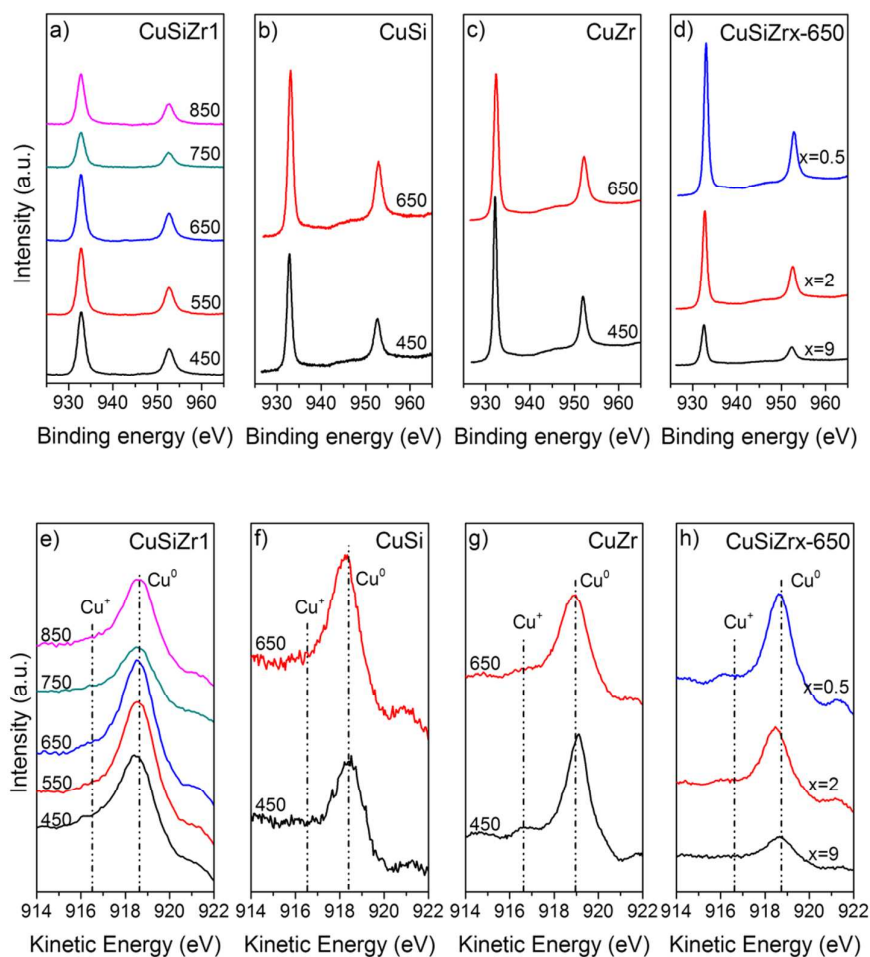 a) CuSiZr1
850
750
650
550
450
930 940 950 960
Binding energy (eV)
Intensity (a.u.)
b) CuSi
650
450
930 940 950 960
Binding energy (eV)
c) CuZr
650
450
930 940 950 960
Binding energy (eV)
d) CuSiZrx-650
x=0.5
x=2
x=9
930 940 950 960
Binding energy (eV)
e) CuSiZr1
Cu⁺ Cu⁰
850
750
650
550
450
914 916 918 920 922
Kinetic Energy (eV)
Intensity (a.u.)
f) CuSi
Cu⁺ Cu⁰
650
450
914 916 918 920 922
Kinetic Energy (eV)
g) CuZr
Cu⁺ Cu⁰
650
450
914 916 918 920 922
Kinetic Energy (eV)
h) CuSiZrx-650
Cu⁺ Cu⁰
x=0.5
x=2
x=9
914 916 918 920 922
Kinetic Energy (eV)